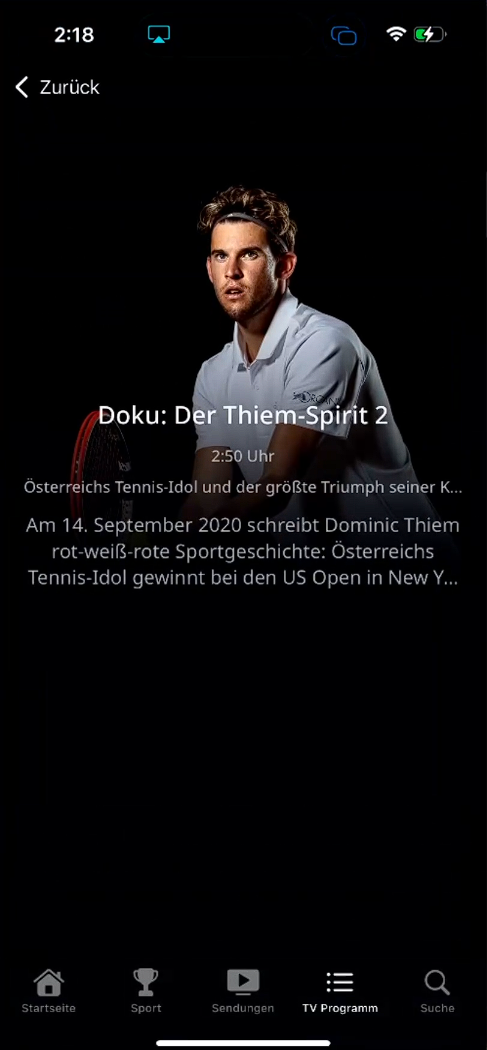 2:18
Zurück
Doku: Der Thiem-Spirit 2
2:50 Uhr
Österreichs Tennis-Idol und der größte Triumph seiner K...
Am 14. September 2020 schreibt Dominic Thiem
rot-weiß-rote Sportgeschichte: Österreichs
Tennis-Idol gewinnt bei den US Open in New Y...
Startseite
Sport
Sendungen
TV Programm
Suche